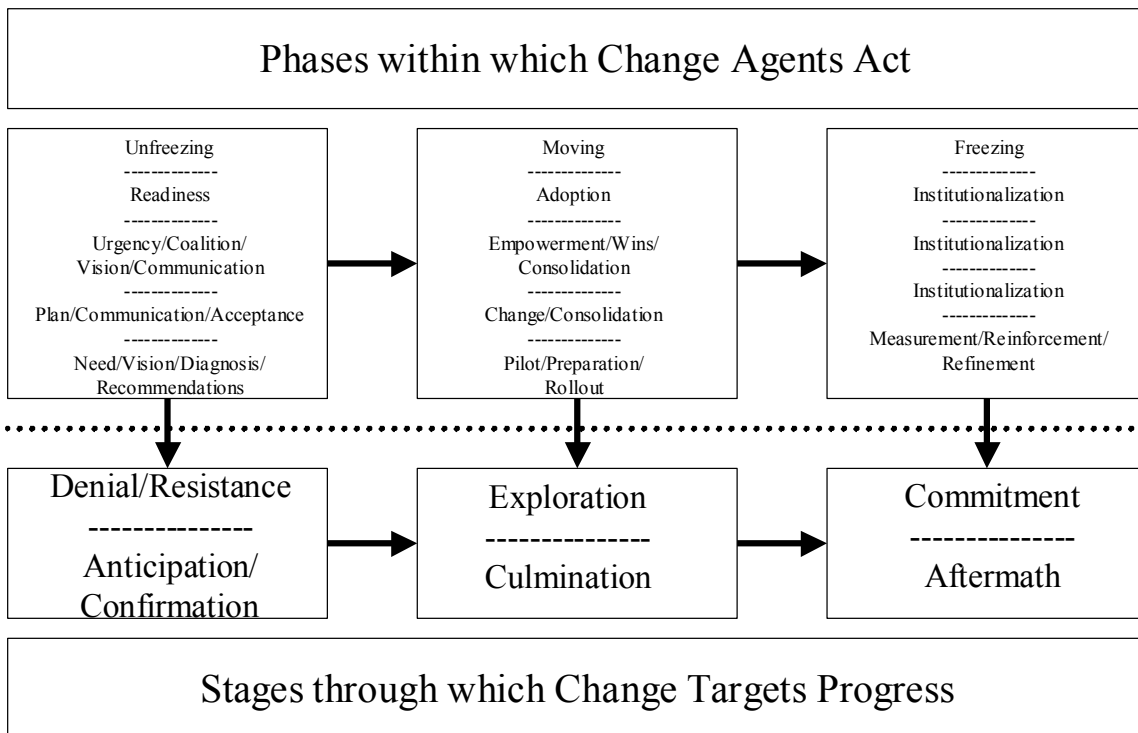 Phases within which Change Agents Act
Unfreezing
--------------
Readiness
--------------
Urgency/Coalition/
Vision/Communication
--------------
Plan/Communication/Acceptance
--------------
Need/Vision/Diagnosis/
Recommendations
Moving
--------------
Adoption
--------------
Empowerment/Wins/
Consolidation
--------------
Change/Consolidation
--------------
Pilot/Preparation/
Rollout
Freezing
--------------
Institutionalization
--------------
Institutionalization
--------------
Institutionalization
--------------
Measurement/Reinforcement/
Refinement
Denial/Resistance
---------------
Anticipation/
Confirmation
Exploration
---------------
Culmination
Commitment
---------------
Aftermath
Stages through which Change Targets Progress